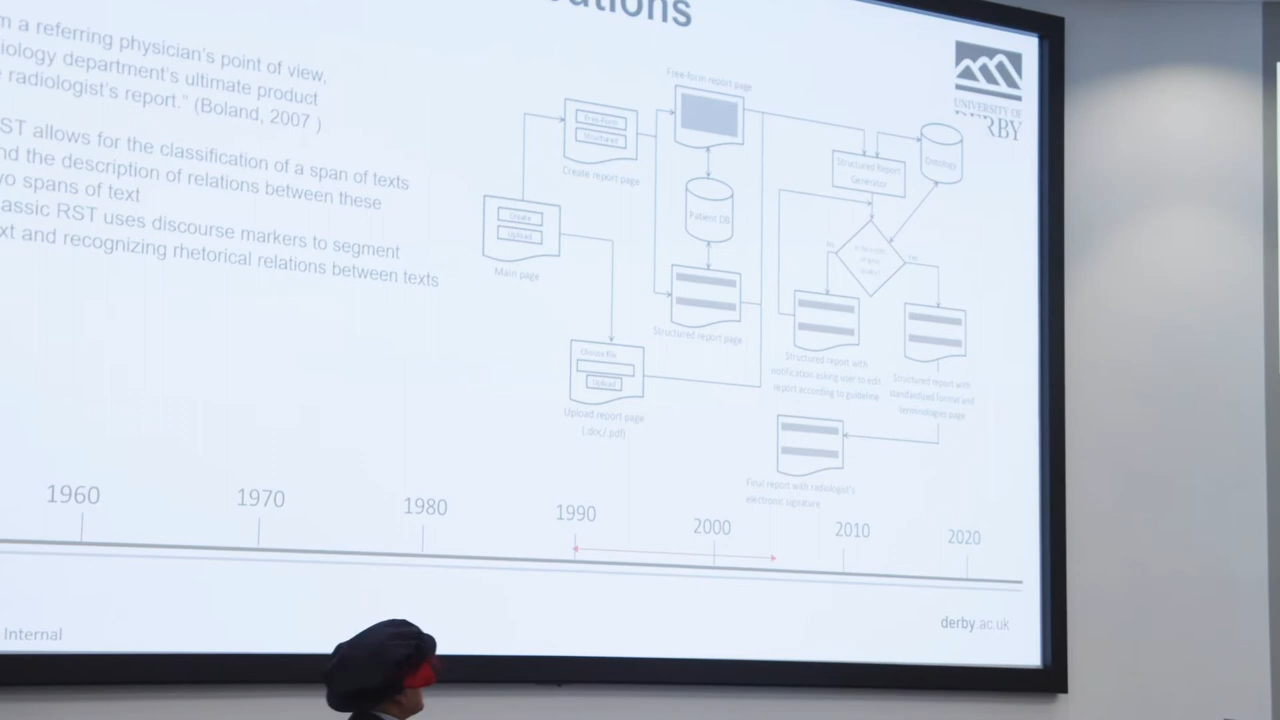 ations
m a referring physician's point of view,
iology department's ultimate product
radiologist's report." (Boland, 2007 )
ST allows for the classification of a span of texts
nd the description of relations between these
wo spans of text
assic RST uses discourse markers to segment
xt and recognizing rhetorical relations between texts
Free-form report page
Free-Form
Structured
Create report page
Create
Upload
Main page
Patient DB
Structured report page
Choose file
Upload
Upload report page
(.doc/.pdf)
Structured Report
Generator
Ontology
No
Yes
Structured report with
notification asking user to edit
report according to guideline
Structured report with
standardised format and
terminologies page
Final report with radiologist's
electronic signature
UNIVERSITY OF
DERBY
1960
1970
1980
1990
2000
2010
2020
Internal
derby.ac.uk